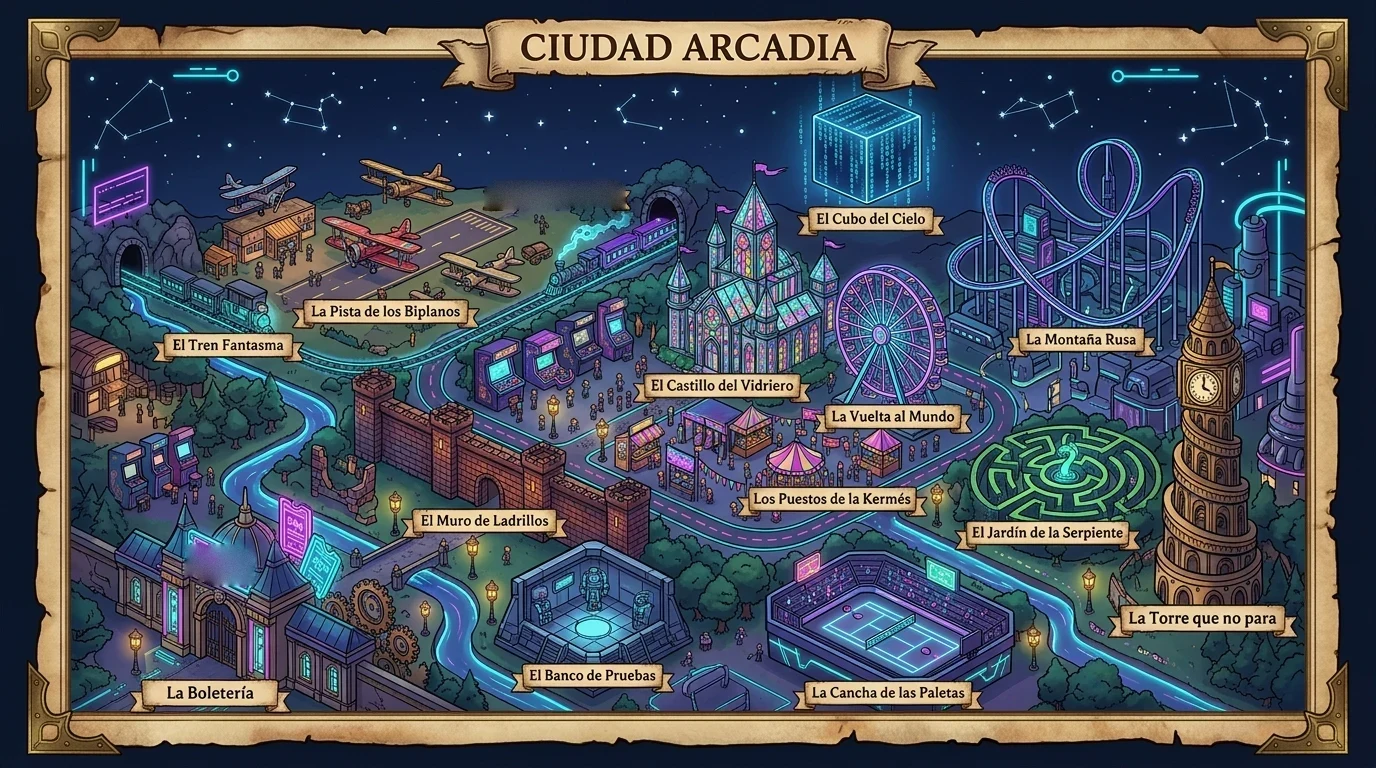 CIUDAD ARCADIA
El Cubo del Cielo
La Pista de los Biplanos
El Tren Fantasma
La Montaña Rusa
El Castillo del Vidriero
La Vuelta al Mundo
Los Puestos de la Kermés
El Muro de Ladrillos
El Jardín de la Serpiente
La Torre que no para
El Banco de Pruebas
La Boletería
La Cancha de las Paletas